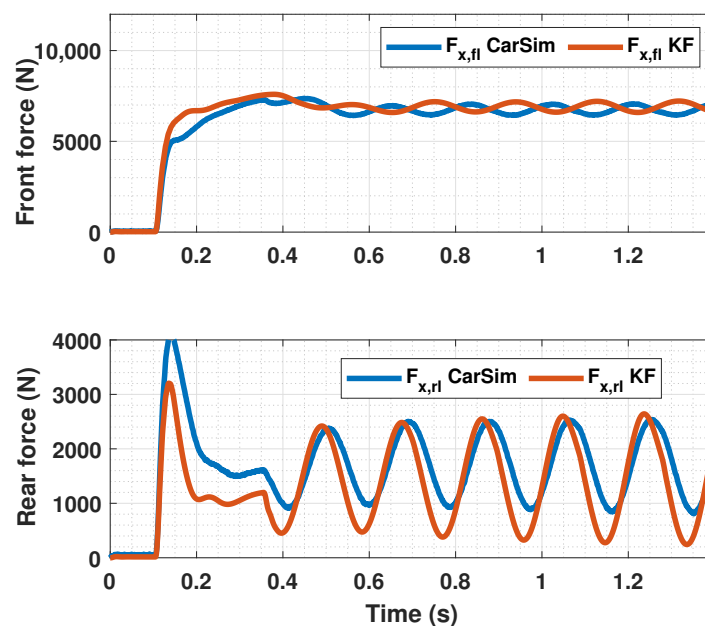 F_x,fl CarSim F_x,fl KF
10,000
5000
0
Front force (N)
0 0.2 0.4 0.6 0.8 1 1.2
F_x,rl CarSim F_x,rl KF
4000
3000
2000
1000
0
Rear force (N)
0 0.2 0.4 0.6 0.8 1 1.2
Time (s)